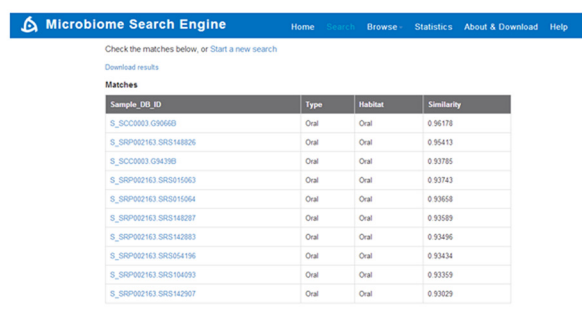 Microbiome Search Engine
Home Search Browse - Statistics About & Download Help
Check the matches below, or Start a new search
Download results
Matches
Sample_DB_ID Type Habitat Similarity
S_SCC0003.G9066B Oral Oral 0.96178
S_SRP002163.SRS148826 Oral Oral 0.95413
S_SCC0003.G9439B Oral Oral 0.93785
S_SRP002163.SRS015063 Oral Oral 0.93743
S_SRP002163.SRS015064 Oral Oral 0.93658
S_SRP002163.SRS148287 Oral Oral 0.93589
S_SRP002163.SRS142883 Oral Oral 0.93496
S_SRP002163.SRS054196 Oral Oral 0.93434
S_SRP002163.SRS104093 Oral Oral 0.93359
S_SRP002163.SRS142907 Oral Oral 0.93029